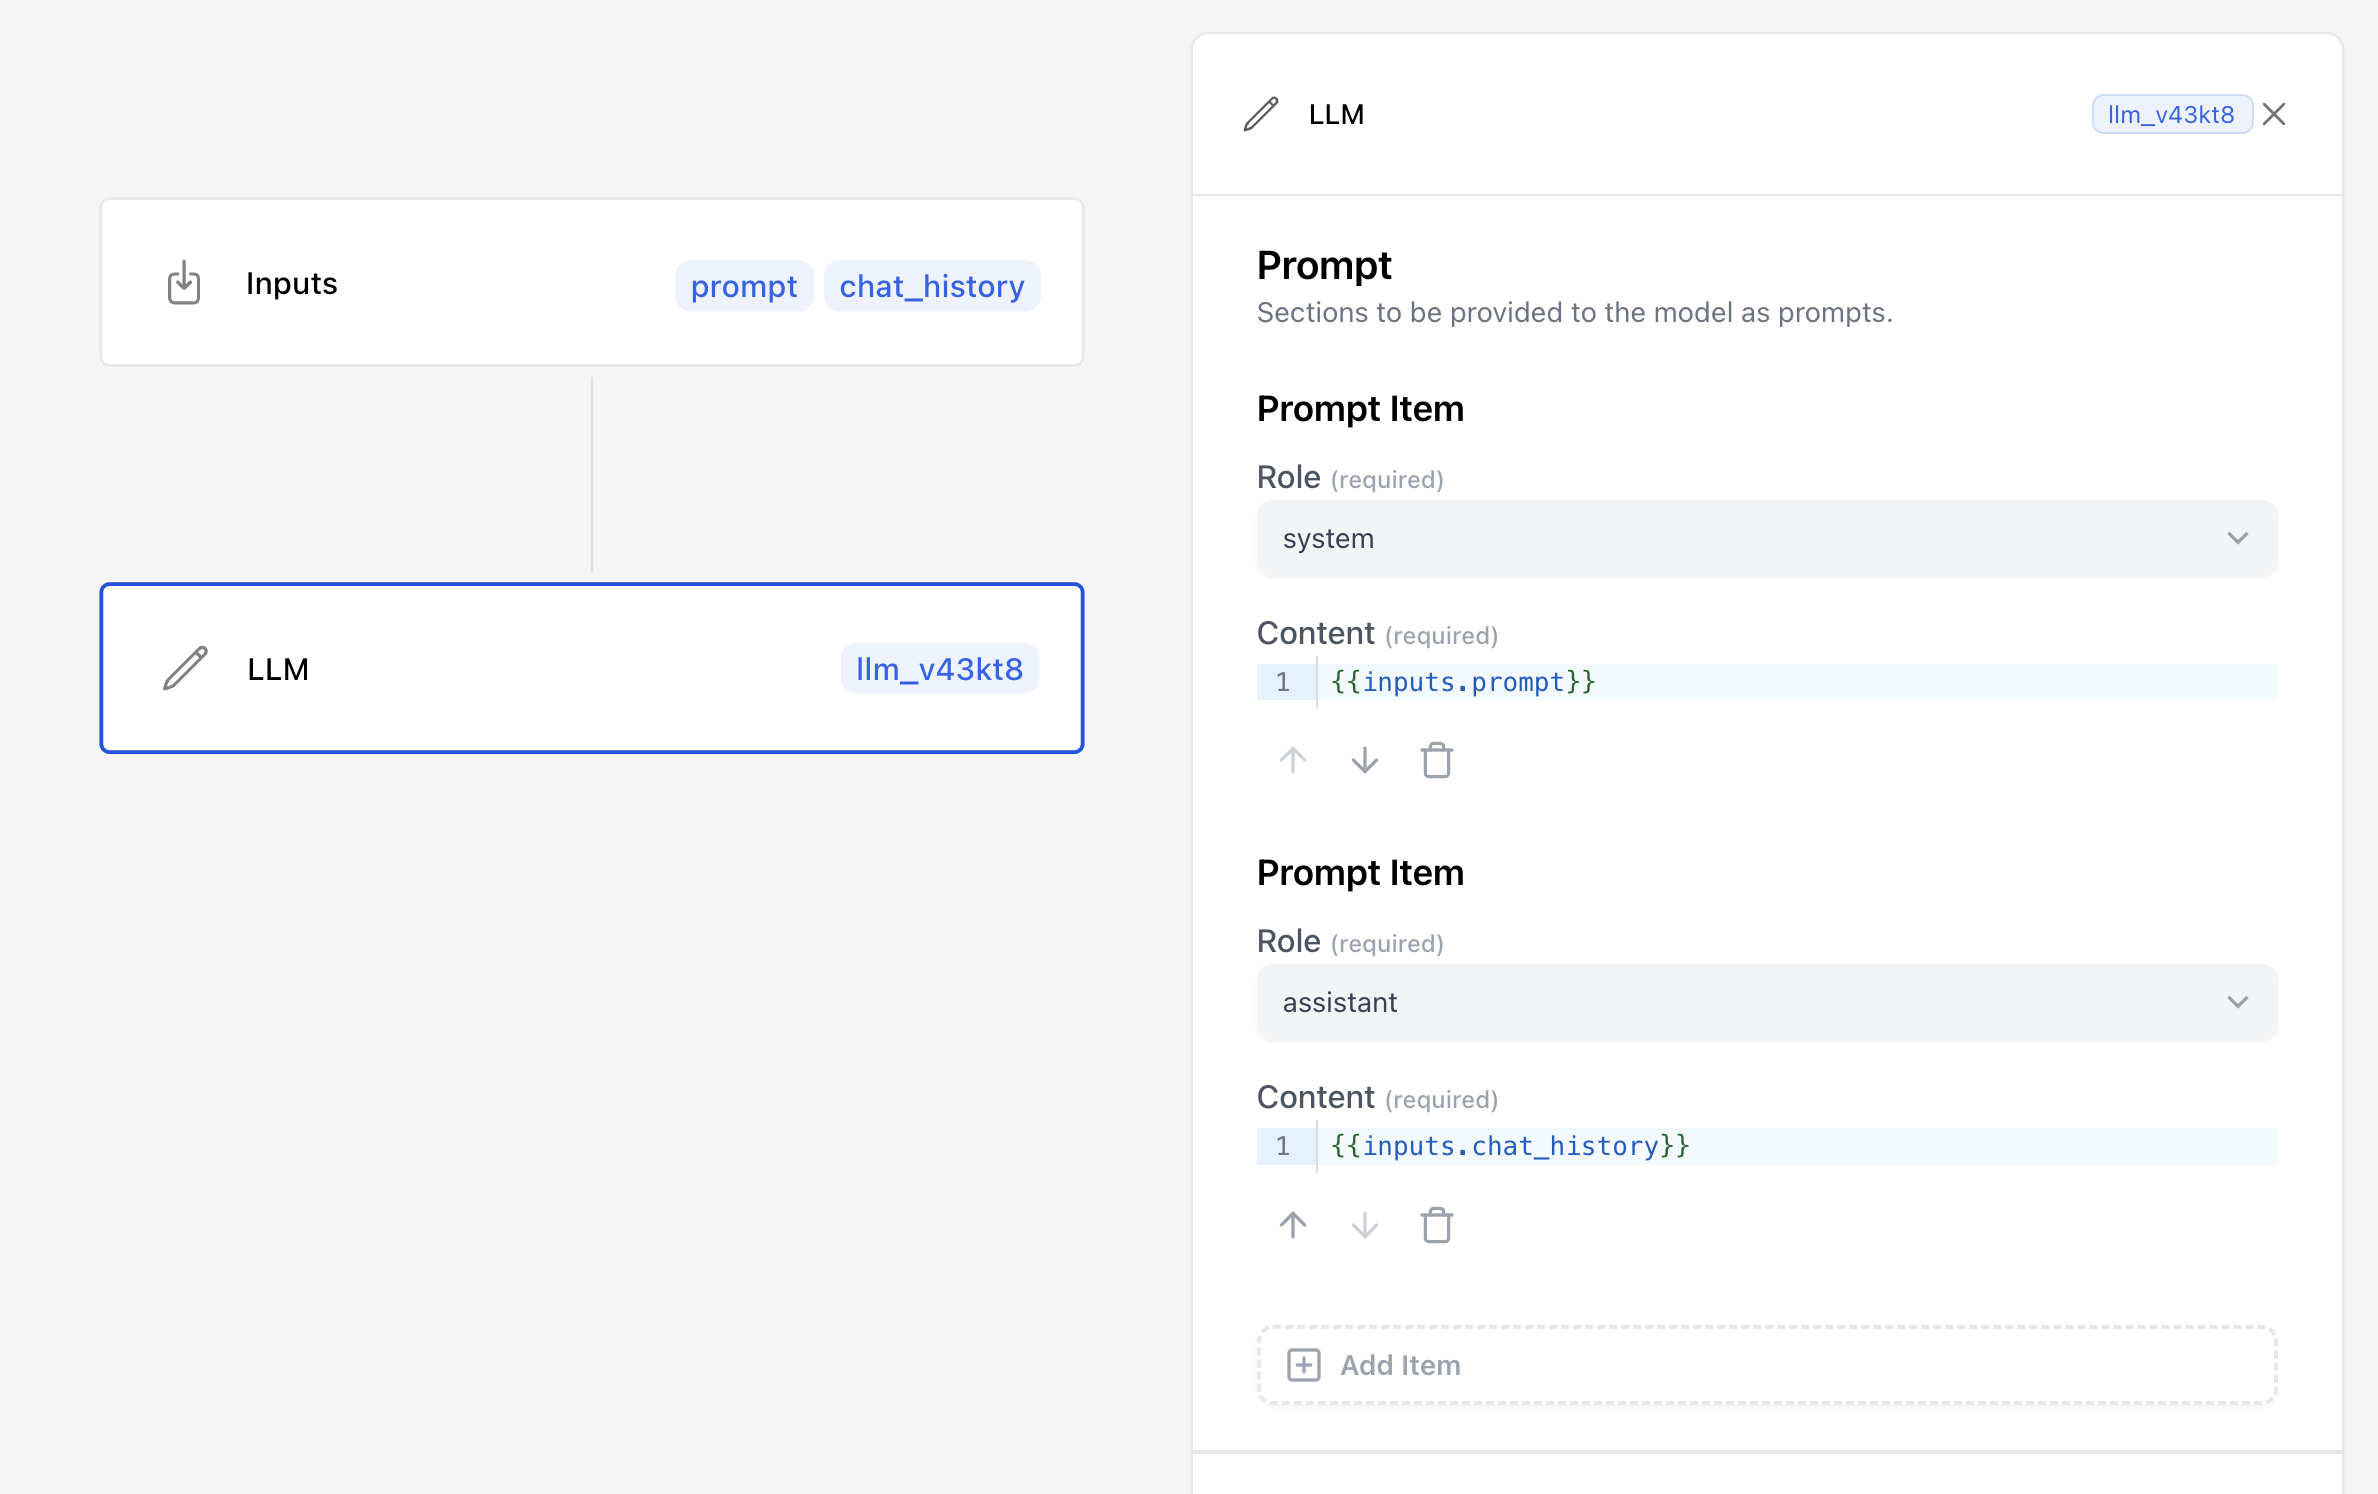 Inputs
prompt
chat_history
LLM
llm_v43kt8
LLM
llm_v43kt8
Prompt
Sections to be provided to the model as prompts.
Prompt Item
Role (required)
system
Content (required)
1 {{inputs.prompt}}
Prompt Item
Role (required)
assistant
Content (required)
1 {{inputs.chat_history}}
Add Item